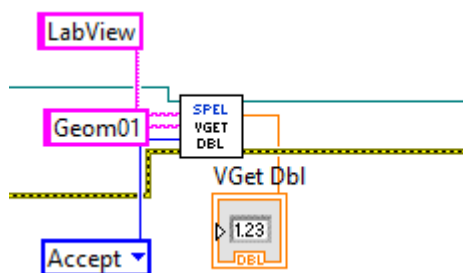 LabView
Geom01
SPEL
VGET
DBL
VGet Dbl
1.23
DBL
Accept